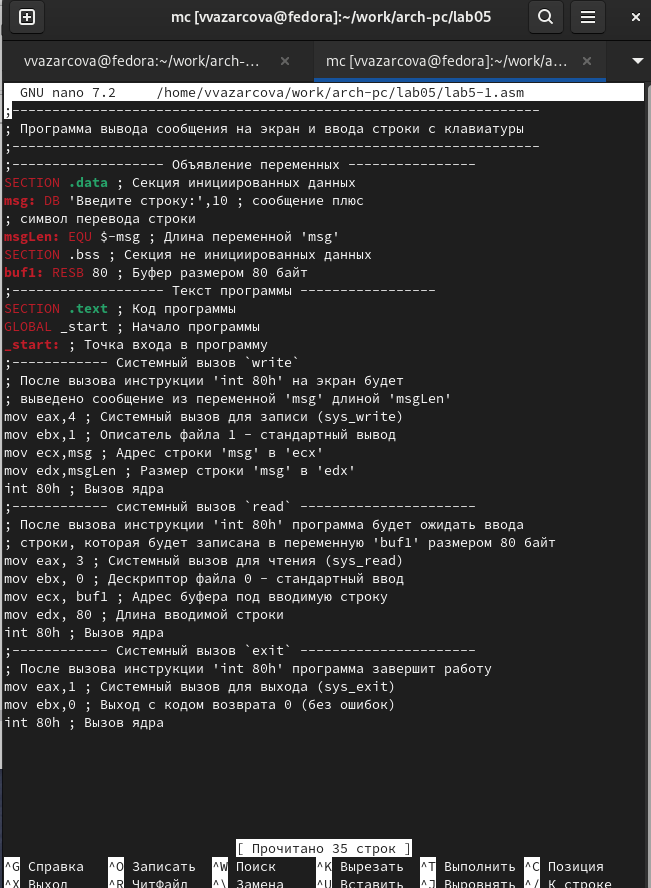 mc [vvazarcova@fedora]:~/work/arch-pc/lab05
vvazarcova@fedora:~/work/arch-... mc [vvazarcova@fedora]:~/work/a...
GNU nano 7.2 /home/vvazarcova/work/arch-pc/lab05/lab5-1.asm
;------------------------------------------------------------------
; Программа вывода сообщения на экран и ввода строки с клавиатуры
;------------------------------------------------------------------
;------------------- Объявление переменных ----------------
SECTION .data ; Секция инициированных данных
msg: DB 'Введите строку:',10 ; сообщение плюс
; символ перевода строки
msgLen: EQU $-msg ; Длина переменной 'msg'
SECTION .bss ; Секция не инициированных данных
buf1: RESB 80 ; Буфер размером 80 байт
;------------------- Текст программы -----------------
SECTION .text ; Код программы
GLOBAL _start ; Начало программы
_start: ; Точка входа в программу
;------------ Cистемный вызов `write`
; После вызова инструкции 'int 80h' на экран будет
; выведено сообщение из переменной 'msg' длиной 'msgLen'
mov eax,4 ; Системный вызов для записи (sys_write)
mov ebx,1 ; Описатель файла 1 - стандартный вывод
mov ecx,msg ; Адрес строки 'msg' в 'ecx'
mov edx,msgLen ; Размер строки 'msg' в 'edx'
int 80h ; Вызов ядра
;------------ системный вызов `read` ----------------------
; После вызова инструкции 'int 80h' программа будет ожидать ввода
; строки, которая будет записана в переменную 'buf1' размером 80 байт
mov eax, 3 ; Системный вызов для чтения (sys_read)
mov ebx, 0 ; Дескриптор файла 0 - стандартный ввод
mov ecx, buf1 ; Адрес буфера под вводимую строку
mov edx, 80 ; Длина вводимой строки
int 80h ; Вызов ядра
;------------ Системный вызов `exit` ----------------------
; После вызова инструкции 'int 80h' программа завершит работу
mov eax,1 ; Системный вызов для выхода (sys_exit)
mov ebx,0 ; Выход с кодом возврата 0 (без ошибок)
int 80h ; Вызов ядра
[ Прочитано 35 строк ]
^G Справка ^O Записать ^W Поиск ^K Вырезать ^T Выполнить ^C Позиция
^X Выход ^R ЧитФайл ^\ Замена ^U Вставить ^J Выровнять ^/ К строке